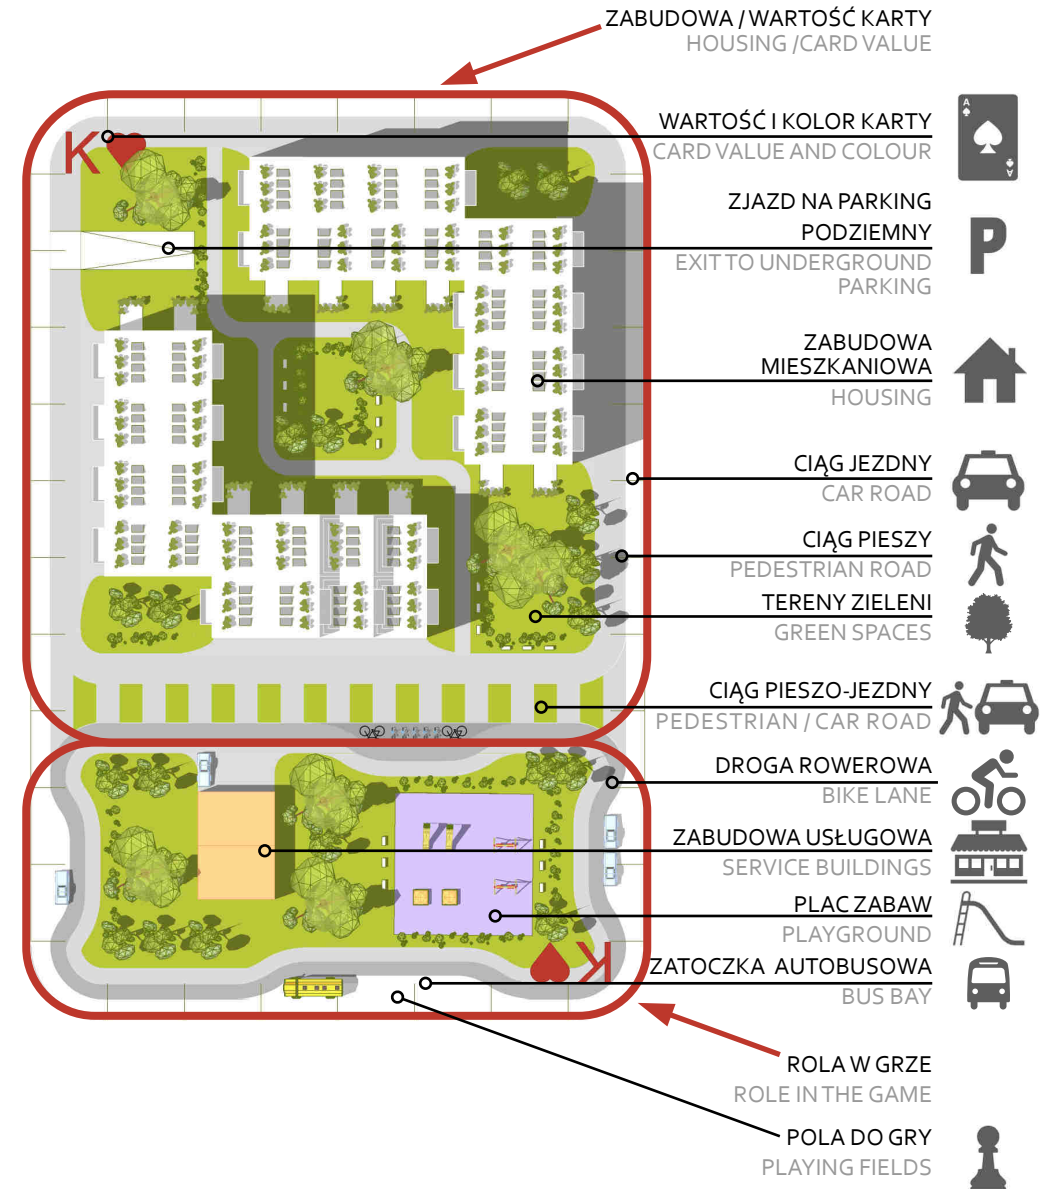 ZABUDOWA / WARTOŚĆ KARTY
HOUSING /CARD VALUE
K
WARTOŚĆ I KOLOR KARTY
CARD VALUE AND COLOUR
A
A
ZJAZD NA PARKING
PODZIEMNY
EXIT TO UNDERGROUND
PARKING
P
ZABUDOWA
MIESZKANIOWA
HOUSING
CIĄG JEZDNY
CAR ROAD
CIĄG PIESZY
PEDESTRIAN ROAD
TERENY ZIELENI
GREEN SPACES
CIĄG PIESZO-JEZDNY
PEDESTRIAN / CAR ROAD
DROGA ROWEROWA
BIKE LANE
ZABUDOWA USŁUGOWA
SERVICE BUILDINGS
PLAC ZABAW
PLAYGROUND
K
ZATOCZKA AUTOBUSOWA
BUS BAY
ROLA W GRZE
ROLE IN THE GAME
POLA DO GRY
PLAYING FIELDS